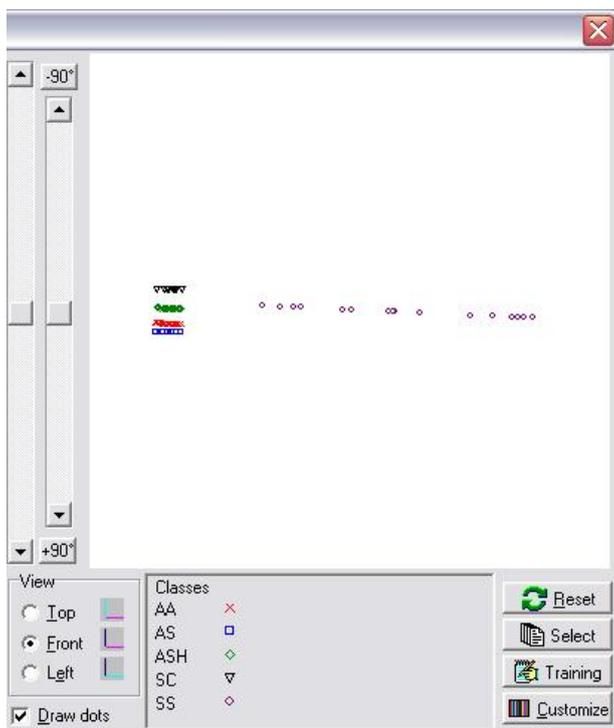 -90°
+90°
View
Top
Front
Left
Draw dots
Classes
AA
AS
ASH
SC
SS
Reset
Select
Training
Customize